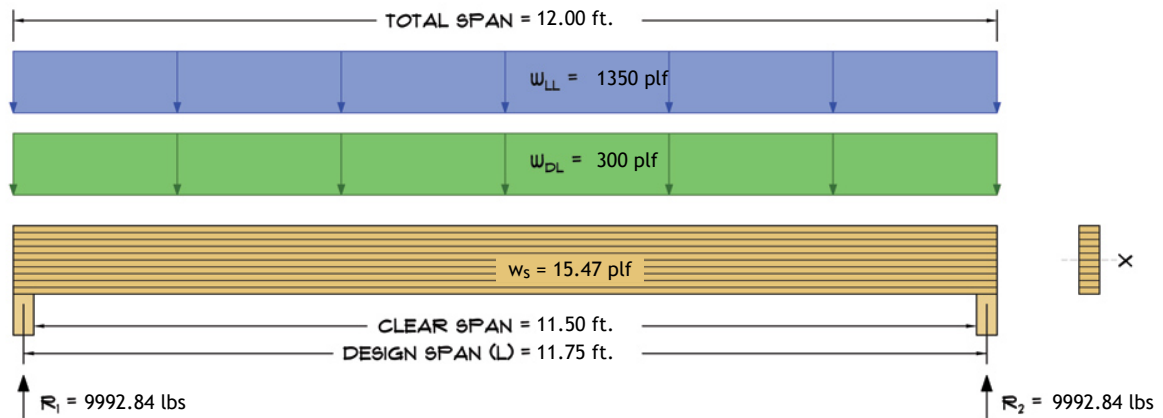 TOTAL SPAN = 12.00 ft.
WLL = 1350 plf
WDL = 300 plf
ws = 15.47 plf
X
CLEAR SPAN = 11.50 ft.
DESIGN SPAN (L) = 11.75 ft.
R1 = 9992.84 lbs
R2 = 9992.84 lbs